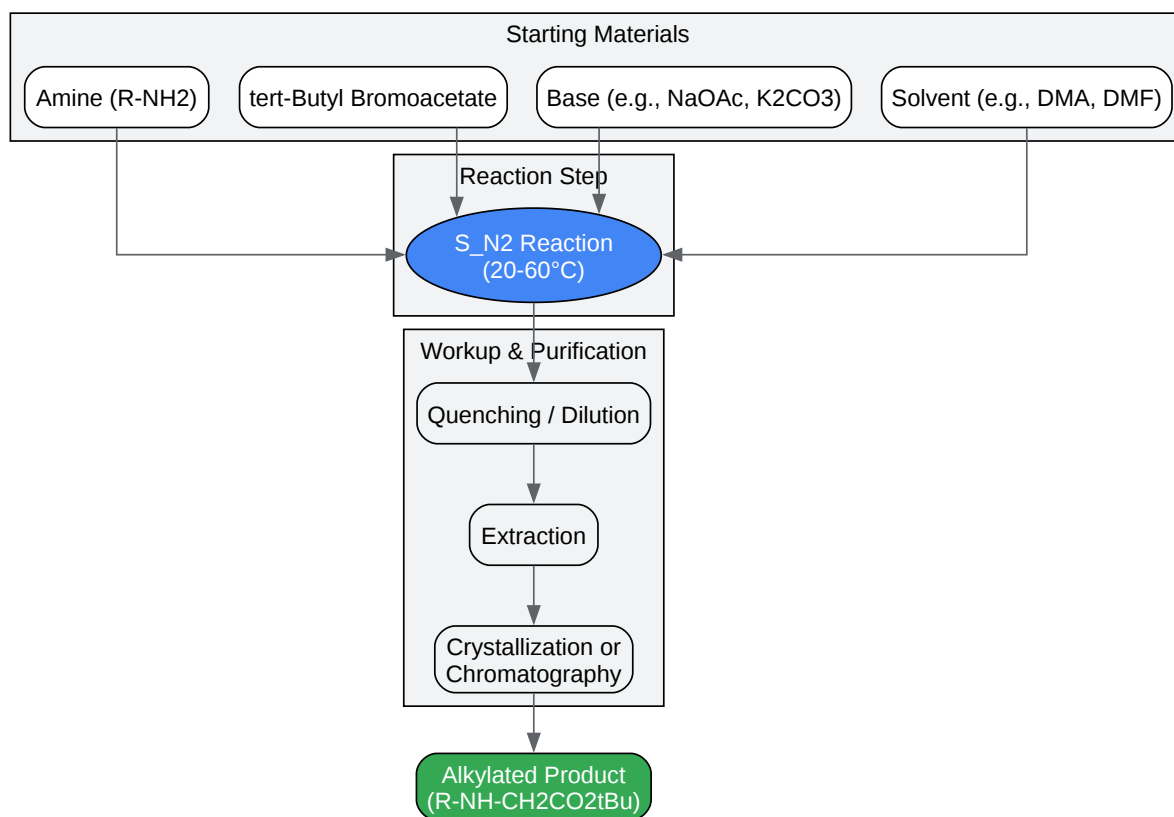 Starting Materials
Amine (R-NH2)
tert-Butyl Bromoacetate
Base (e.g., NaOAc, K2CO3)
Solvent (e.g., DMA, DMF)
Reaction Step
S_N2 Reaction
(20-60°C)
Workup & Purification
Quenching / Dilution
Extraction
Crystallization or
Chromatography
Alkylated Product
(R-NH-CH2CO2tBu)